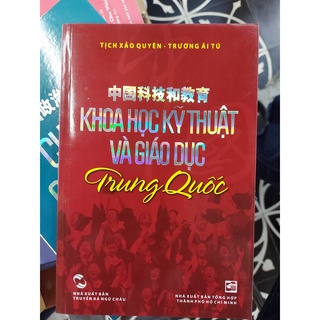 TỊCH XẢO QUYÊN - TRƯƠNG ÁI TÚ
中国科技和教育
KHOA HỌC KỸ THUẬT
VÀ GIÁO DỤC
Trung Quốc
NHÀ XUẤT BẢN
TRUYỀN BÁ NGŨ CHÂU
NHÀ XUẤT BẢN TỔNG HỢP
THÀNH PHỐ HỒ CHÍ MINH